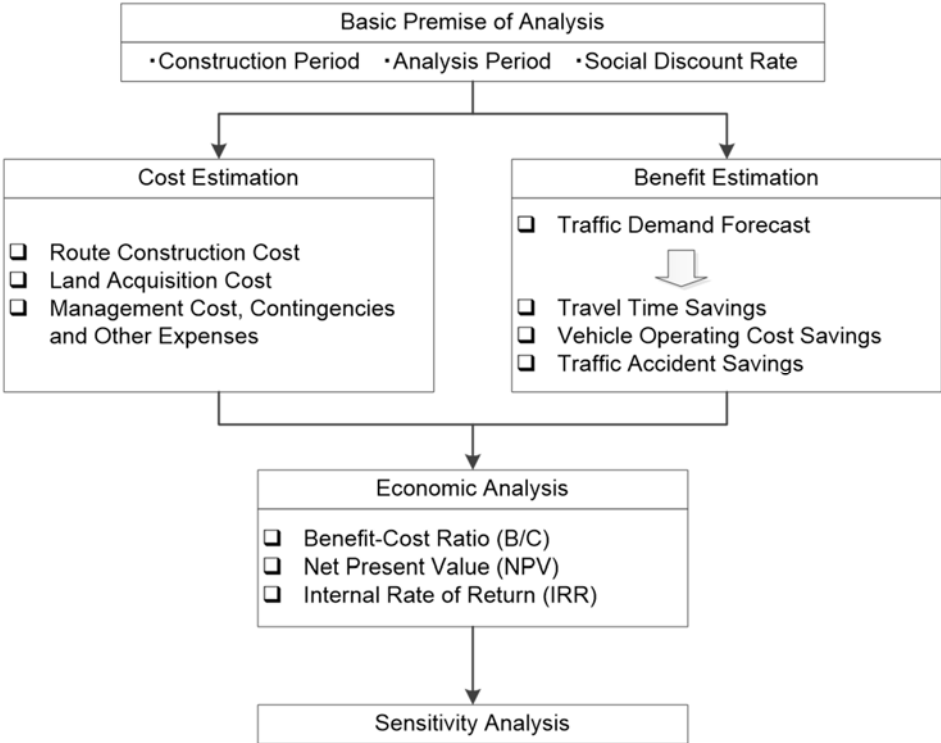 Basic Premise of Analysis
・Construction Period ・Analysis Period ・Social Discount Rate
Cost Estimation
❑ Route Construction Cost
❑ Land Acquisition Cost
❑ Management Cost, Contingencies
and Other Expenses
Benefit Estimation
❑ Traffic Demand Forecast
❑ Travel Time Savings
❑ Vehicle Operating Cost Savings
❑ Traffic Accident Savings
Economic Analysis
❑ Benefit-Cost Ratio (B/C)
❑ Net Present Value (NPV)
❑ Internal Rate of Return (IRR)
Sensitivity Analysis